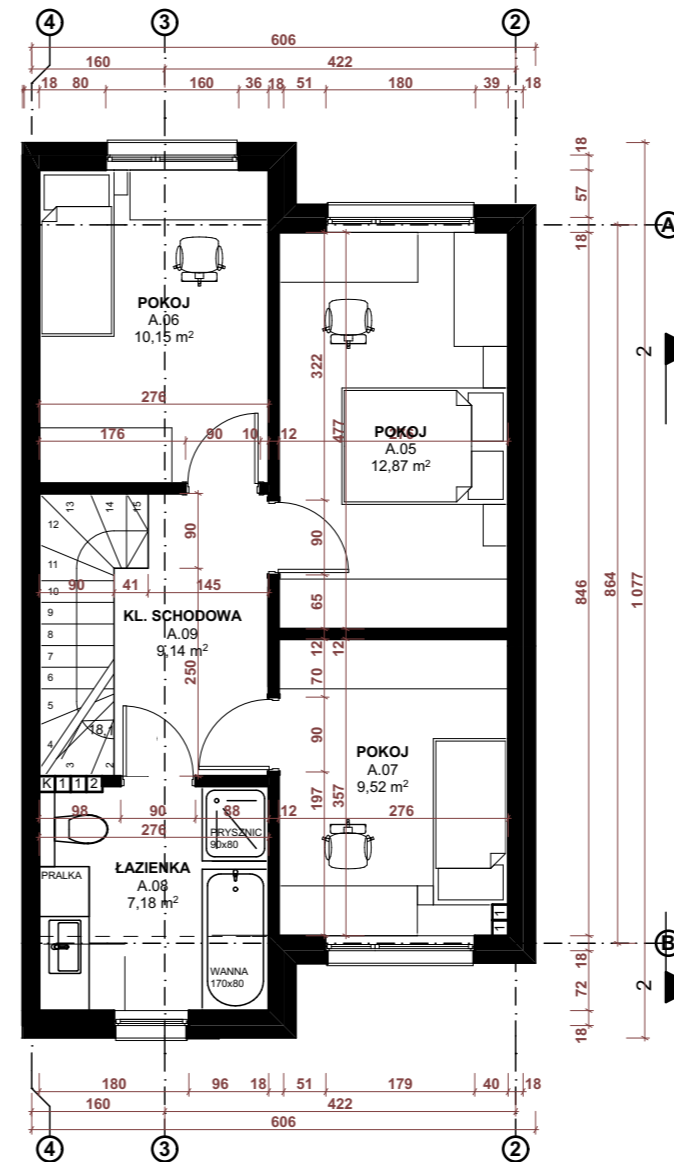 4 3 2
606
160 422
18 80 160 36 18 51 180 39 18
18
57
18
A
POKOJ
A.06
10,15 m²
276
176 90 10 12 276
322
477
POKOJ
A.05
12,87 m²
2
13 14 15
12
11
10
9
8
7
6
5
4
3
2
18,1
90 41 145
90
90
65
KL. SCHODOWA
A.09
9,14 m²
250
846 864 1 077
12 12
70
90
197 357
POKOJ
A.07
9,52 m²
K 1 1 2
98 90 88 12 276
276
PRYSZNIC
90x80
ŁAZIENKA
A.08
7,18 m²
PRALKA
WANNA
170x80
1
1
B
2
18
72
18
180 96 18 51 179 40 18
160 422
606
4 3 2